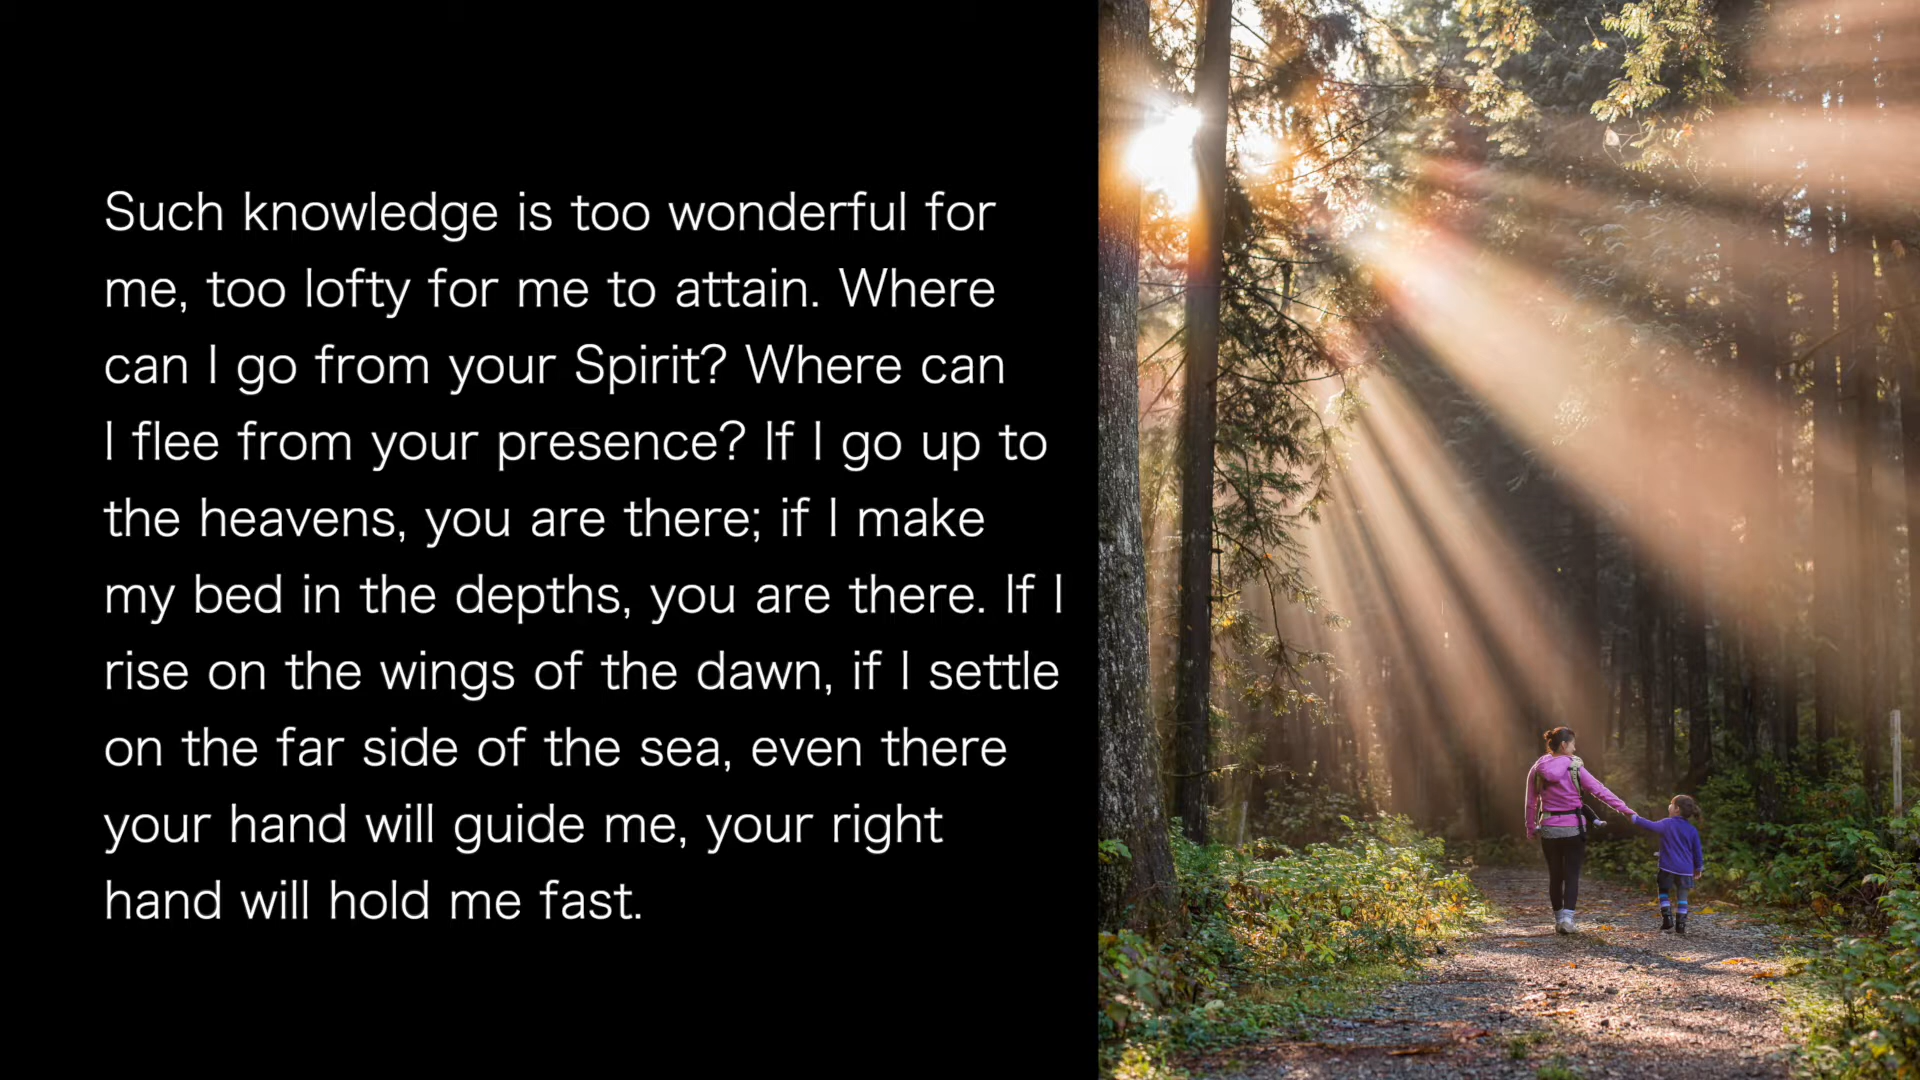 Such knowledge is too wonderful for
me, too lofty for me to attain. Where
can I go from your Spirit? Where can
I flee from your presence? If I go up to
the heavens, you are there; if I make
my bed in the depths, you are there. If I
rise on the wings of the dawn, if I settle
on the far side of the sea, even there
your hand will guide me, your right
hand will hold me fast.